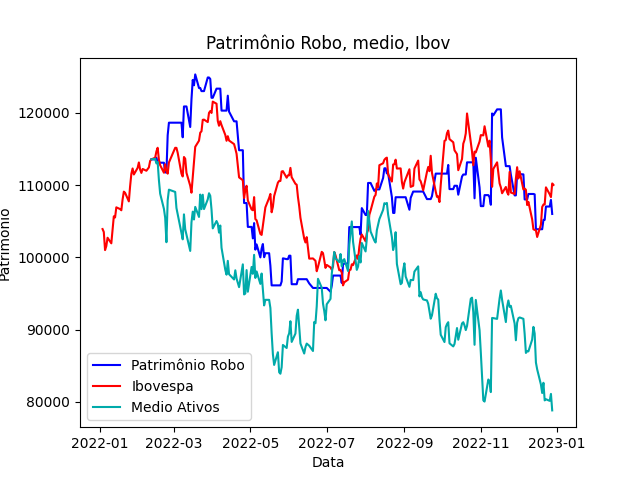 Patrimônio Robo, medio, Ibov
Patrimonio
120000
110000
100000
90000
80000
Patrimônio Robo
Ibovespa
Medio Ativos
2022-01 2022-03 2022-05 2022-07 2022-09 2022-11 2023-01
Data